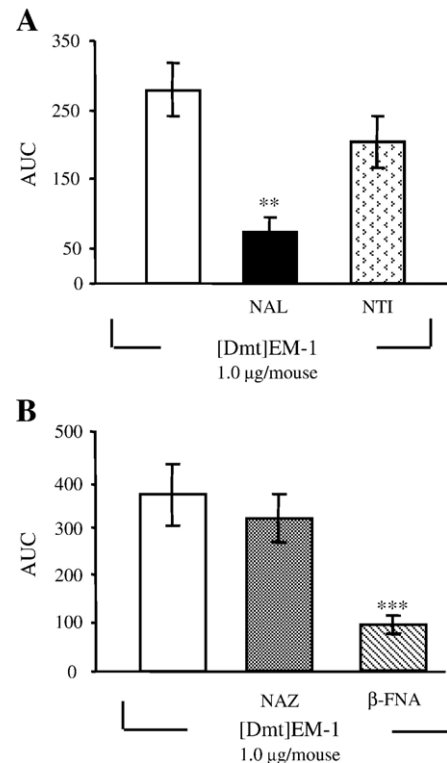 A
350
250
150
50
0
AUC
**
NAL NTI
[Dmt]EM-1
1.0 μg/mouse
B
500
400
300
200
100
0
AUC
***
NAZ β-FNA
[Dmt]EM-1
1.0 μg/mouse